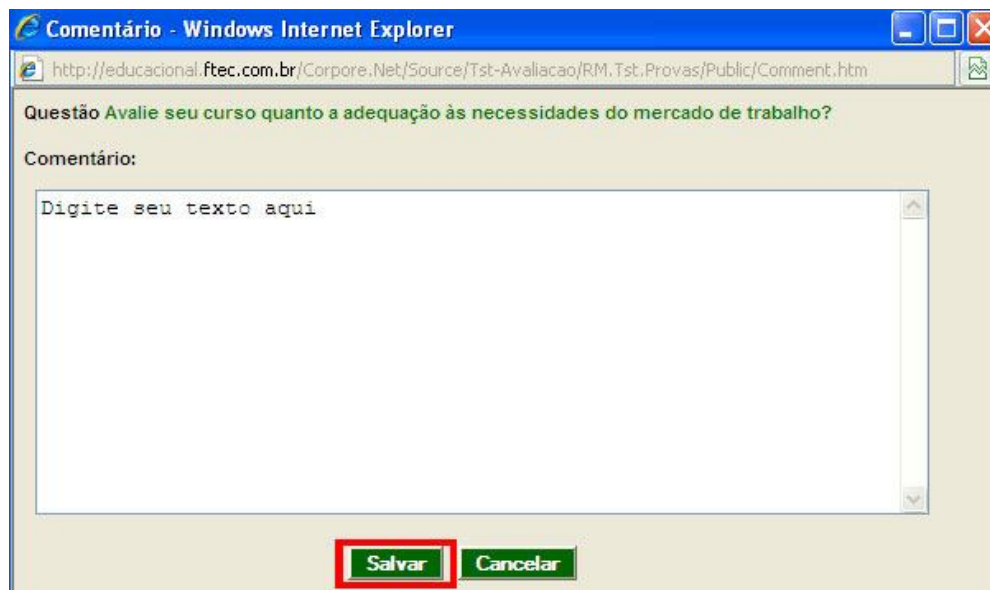 Comentário - Windows Internet Explorer
http://educacional.ftec.com.br/Corpore.Net/Source/Tst-Avaliacao/RM.Tst.Provas/Public/Comment.htm
Questão Avalie seu curso quanto a adequação às necessidades do mercado de trabalho?
Comentário:
Digite seu texto aqui
Salvar Cancelar